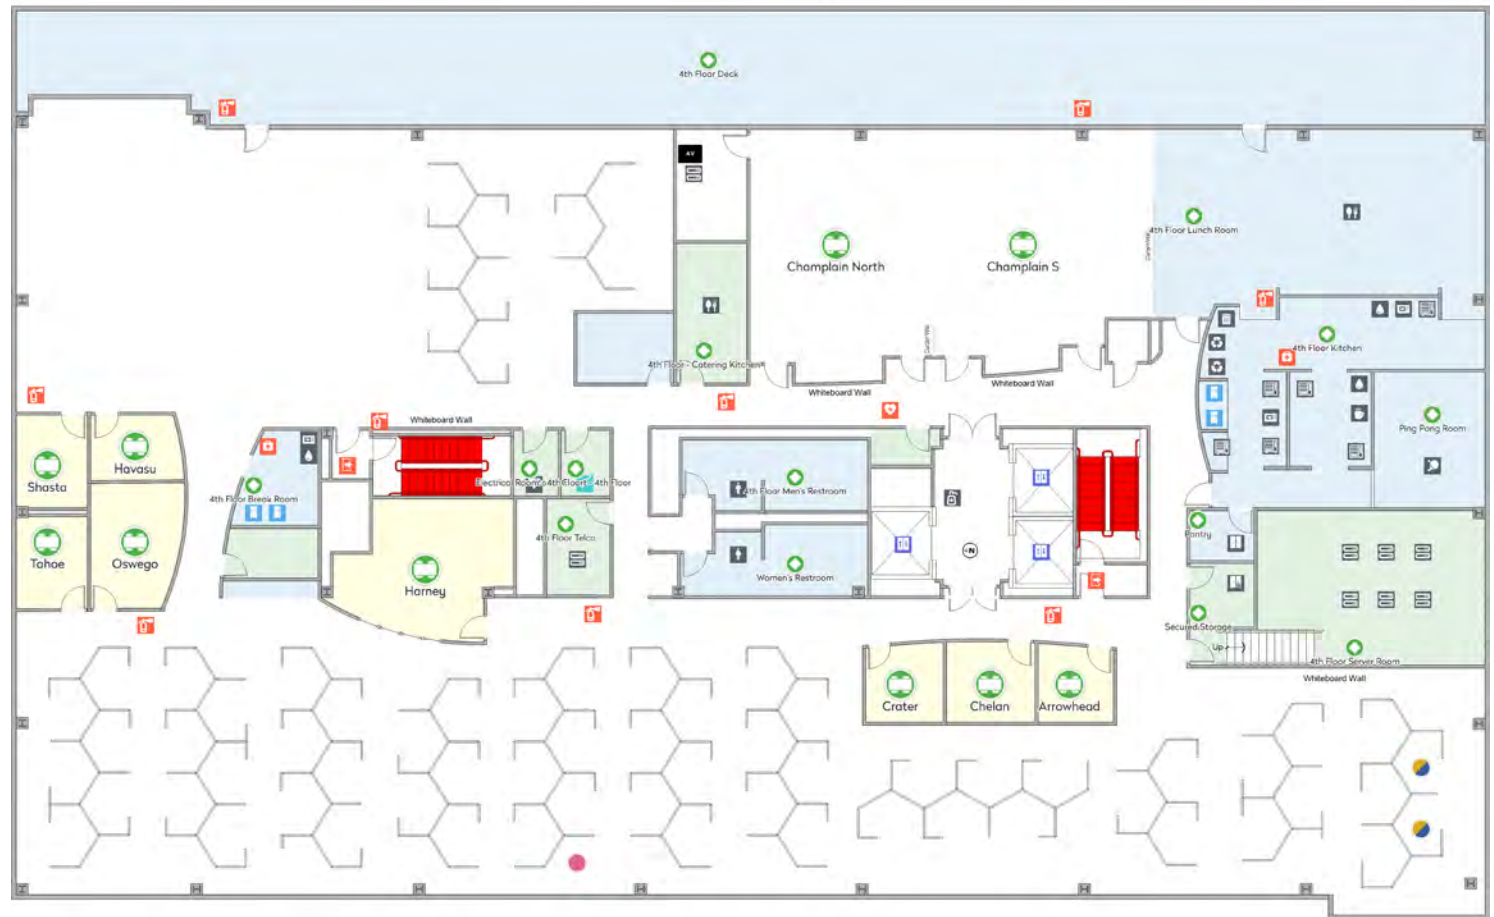 4th Floor Deck
AV
4th Floor Lunch Room
Champlain North
Champlain S
4th Floor Kitchen
4th Floor - Catering Kitchen
Whiteboard Wall
Whiteboard Wall
Whiteboard Wall
Ping Pong Room
Havasu
Shasta
4th Floor Break Room
Electrical Room
4th Floor
4th Floor
4th Floor Men's Restroom
Pantry
4th Floor Telco
N
Tahoe
Oswego
Harney
Women's Restroom
Secured Storage
Up
4th Floor Server Room
Whiteboard Wall
Crater
Chelan
Arrowhead